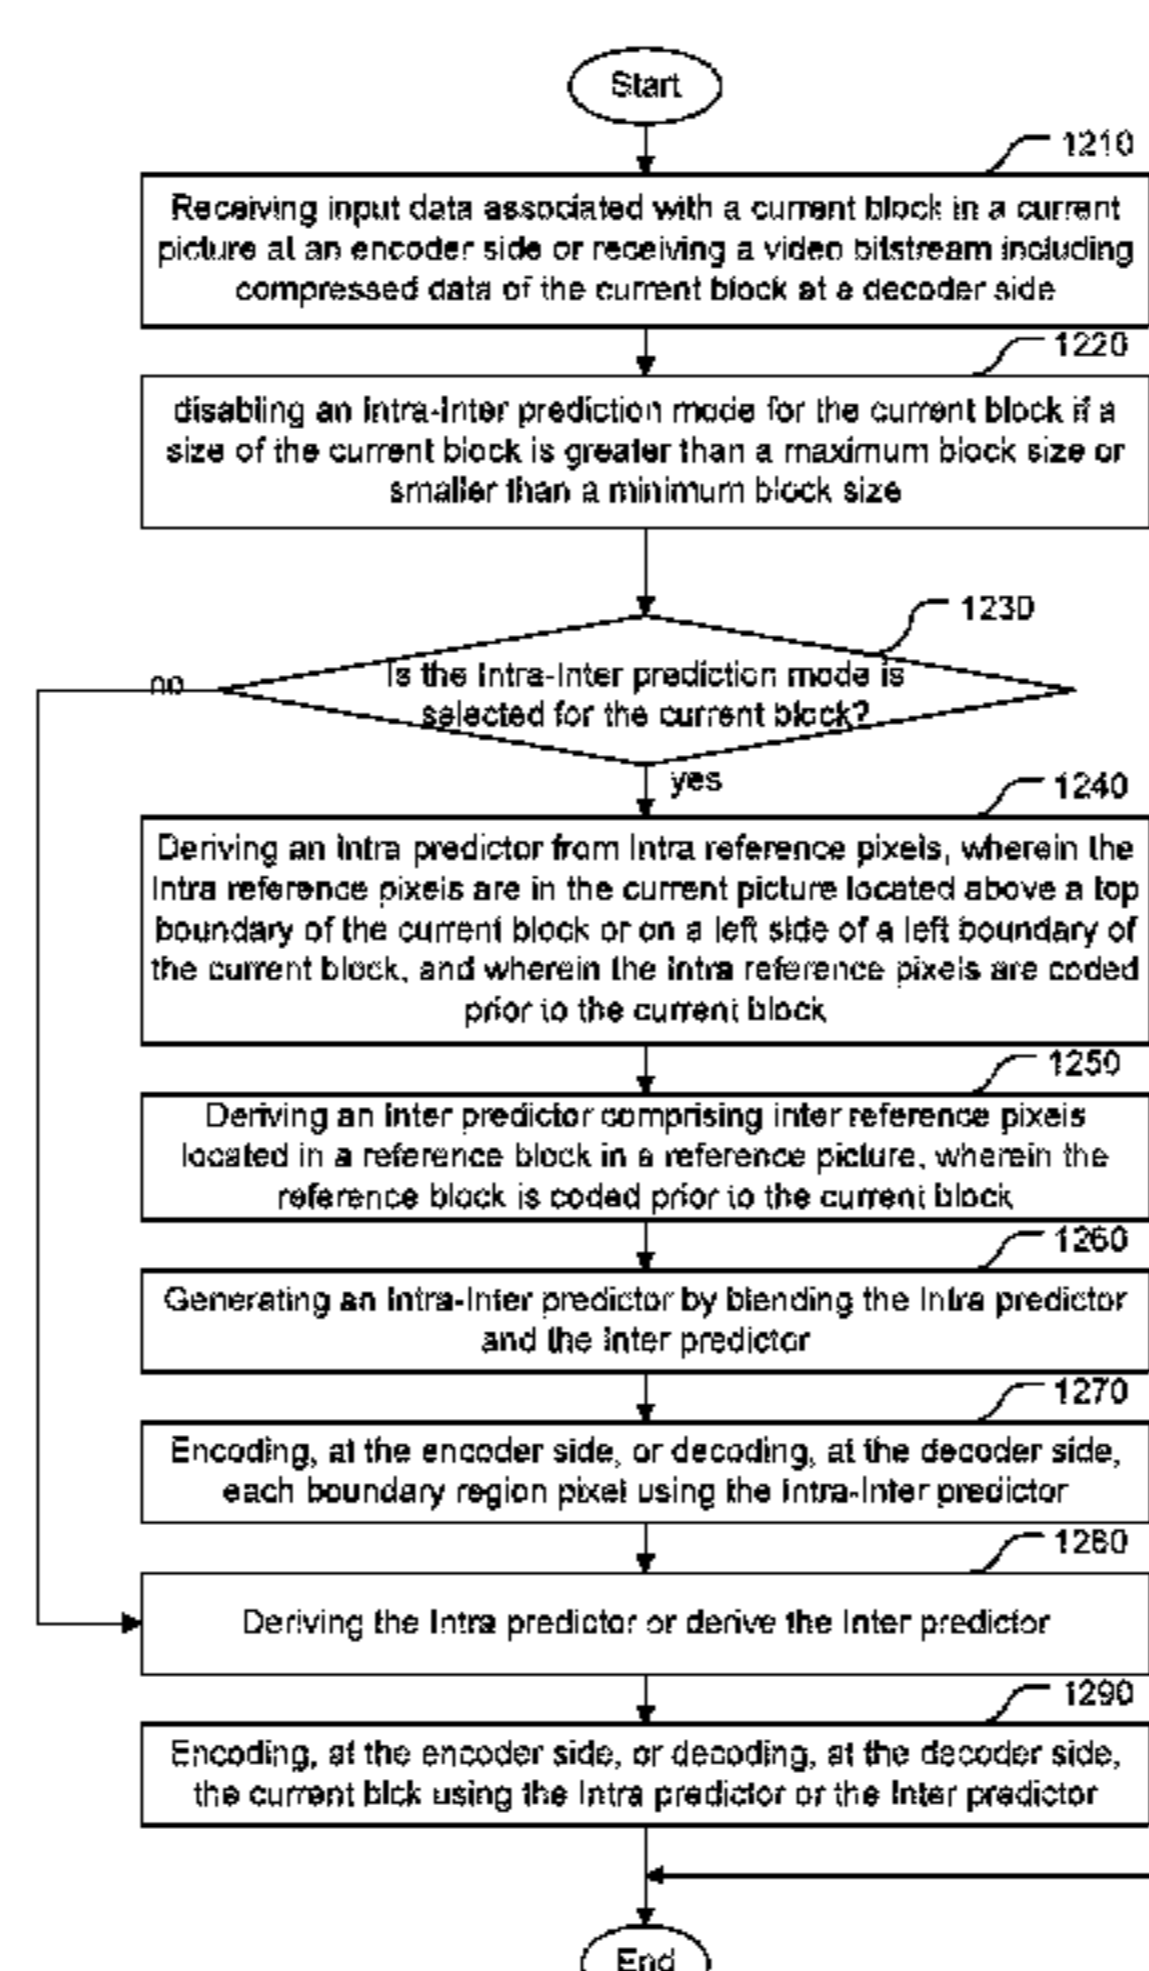 Start
1210
Receiving input data associated with a current block in a current
picture at an encoder side or receiving a video bitstream including
compressed data of the current block at a decoder side
1220
disabling an Intra-Inter prediction mode for the current block if a
size of the current block is greater than a maximum block size or
smaller than a minimum block size
1230
Is the Intra-Inter prediction mode is
selected for the current block?
no
yes
1240
Deriving an Intra predictor from Intra reference pixels, wherein the
Intra reference pixels are in the current picture located above a top
boundary of the current block or on a left side of a left boundary of
the current block, and wherein the Intra reference pixels are coded
prior to the current block
1250
Deriving an Inter predictor comprising inter reference pixels
located in a reference block in a reference picture, wherein the
reference block is coded prior to the current block
1260
Generating an Intra-Inter predictor by blending the Intra predictor
and the Inter predictor
1270
Encoding, at the encoder side, or decoding, at the decoder side,
each boundary region pixel using the Intra-Inter predictor
1280
Deriving the Intra predictor or derive the Inter predictor
1290
Encoding, at the encoder side, or decoding, at the decoder side,
the current blck using the Intra predictor or the Inter predictor
End